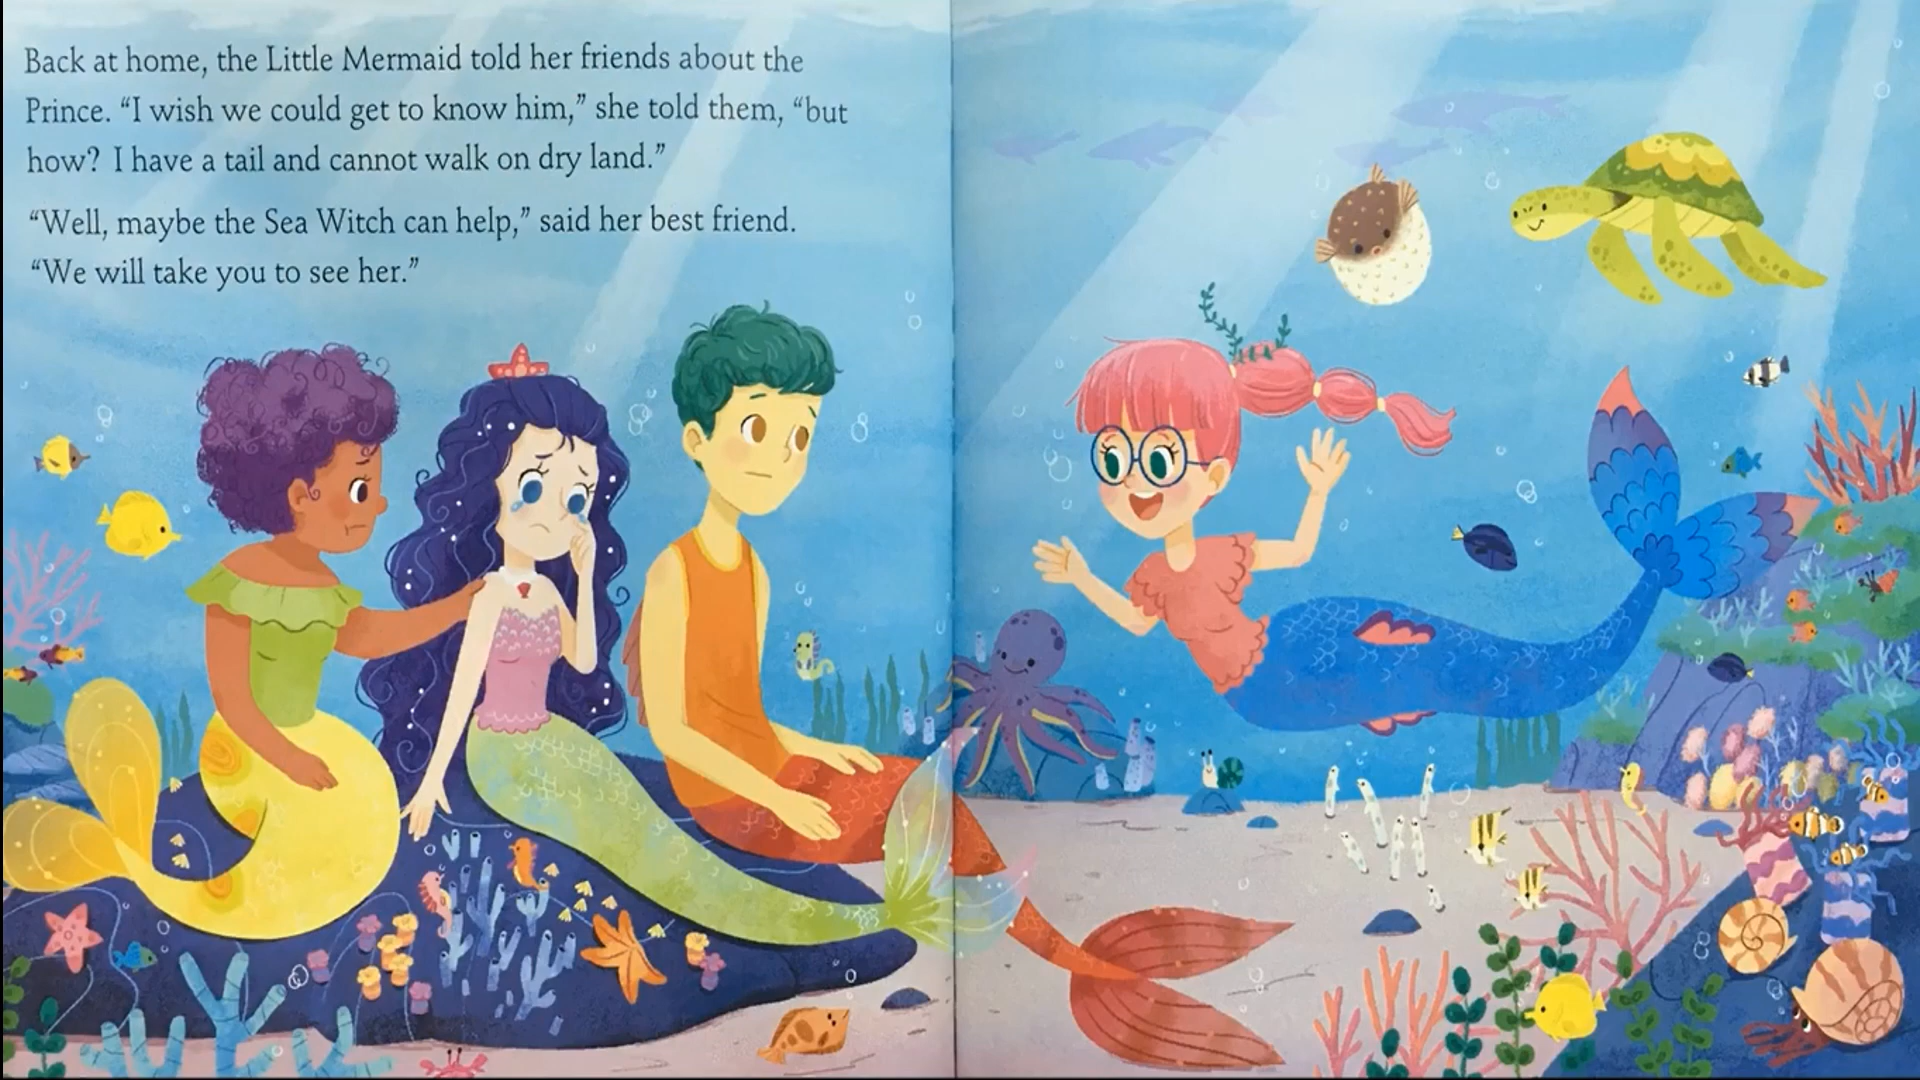 Back at home, the Little Mermaid told her friends about the
Prince. “I wish we could get to know him,” she told them, “but
how? I have a tail and cannot walk on dry land.”
“Well, maybe the Sea Witch can help,” said her best friend.
“We will take you to see her.”